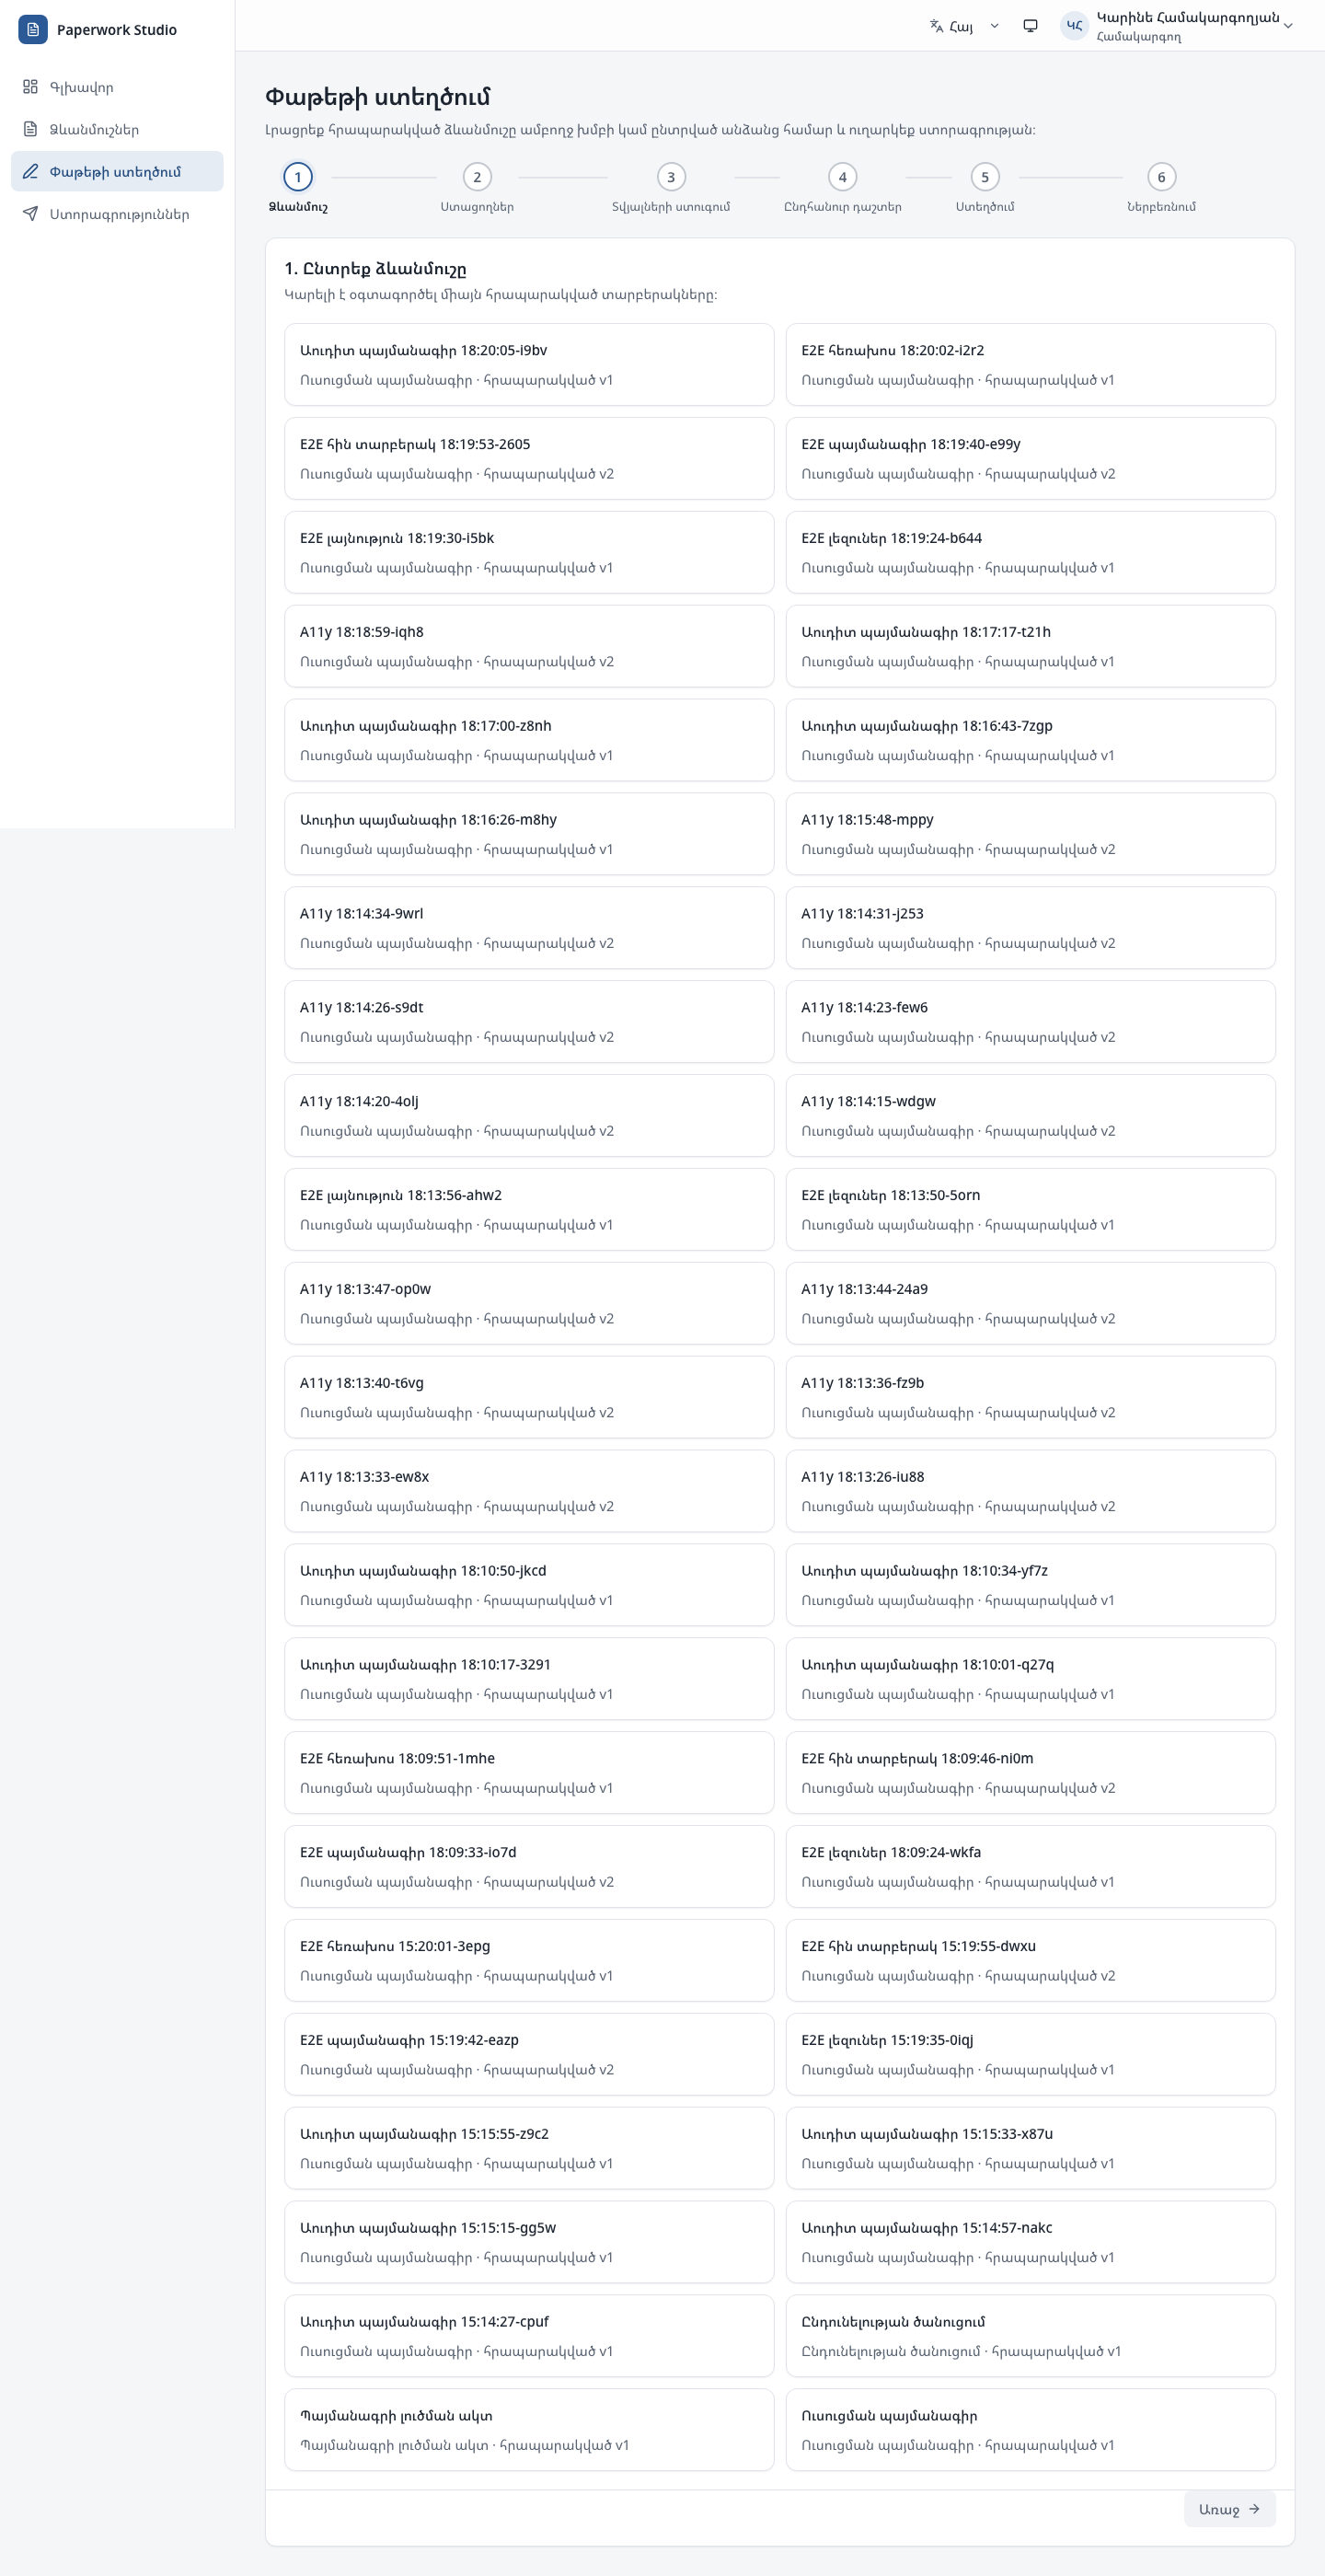 Paperwork Studio
Հայ
ԿՀ
Կարինե Համակարգողյան
Համակարգող
Գլխավոր
Ձևանմուշներ
Փաթեթի ստեղծում
Ստորագրություններ
Փաթեթի ստեղծում
Լրացրեք հրապարակված ձևանմուշը ամբողջ խմբի կամ ընտրված անձանց համար և ուղարկեք ստորագրության։
1
Ձևանմուշ
2
Ստացողներ
3
Տվյալների ստուգում
4
Ընդհանուր դաշտեր
5
Ստեղծում
6
Ներբեռնում
1. Ընտրեք ձևանմուշը
Կարելի է օգտագործել միայն հրապարակված տարբերակները։
Աուդիտ պայմանագիր 18:20:05-i9bv
Ուսուցման պայմանագիր · հրապարակված v1
E2E հեռախոս 18:20:02-i2r2
Ուսուցման պայմանագիր · հրապարակված v1
E2E հին տարբերակ 18:19:53-2605
Ուսուցման պայմանագիր · հրապարակված v2
E2E պայմանագիր 18:19:40-e99y
Ուսուցման պայմանագիր · հրապարակված v2
E2E լայնություն 18:19:30-i5bk
Ուսուցման պայմանագիր · հրապարակված v1
E2E լեզուներ 18:19:24-b644
Ուսուցման պայմանագիր · հրապարակված v1
A11y 18:18:59-iqh8
Ուսուցման պայմանագիր · հրապարակված v2
Աուդիտ պայմանագիր 18:17:17-t21h
Ուսուցման պայմանագիր · հրապարակված v1
Աուդիտ պայմանագիր 18:17:00-z8nh
Ուսուցման պայմանագիր · հրապարակված v1
Աուդիտ պայմանագիր 18:16:43-7zgp
Ուսուցման պայմանագիր · հրապարակված v1
Աուդիտ պայմանագիր 18:16:26-m8hy
Ուսուցման պայմանագիր · հրապարակված v1
A11y 18:15:48-mppy
Ուսուցման պայմանագիր · հրապարակված v2
A11y 18:14:34-9wrl
Ուսուցման պայմանագիր · հրապարակված v2
A11y 18:14:31-j253
Ուսուցման պայմանագիր · հրապարակված v2
A11y 18:14:26-s9dt
Ուսուցման պայմանագիր · հրապարակված v2
A11y 18:14:23-few6
Ուսուցման պայմանագիր · հրապարակված v2
A11y 18:14:20-4olj
Ուսուցման պայմանագիր · հրապարակված v2
A11y 18:14:15-wdgw
Ուսուցման պայմանագիր · հրապարակված v2
E2E լայնություն 18:13:56-ahw2
Ուսուցման պայմանագիր · հրապարակված v1
E2E լեզուներ 18:13:50-5orn
Ուսուցման պայմանագիր · հրապարակված v1
A11y 18:13:47-op0w
Ուսուցման պայմանագիր · հրապարակված v2
A11y 18:13:44-24a9
Ուսուցման պայմանագիր · հրապարակված v2
A11y 18:13:40-t6vg
Ուսուցման պայմանագիր · հրապարակված v2
A11y 18:13:36-fz9b
Ուսուցման պայմանագիր · հրապարակված v2
A11y 18:13:33-ew8x
Ուսուցման պայմանագիր · հրապարակված v2
A11y 18:13:26-iu88
Ուսուցման պայմանագիր · հրապարակված v2
Աուդիտ պայմանագիր 18:10:50-jkcd
Ուսուցման պայմանագիր · հրապարակված v1
Աուդիտ պայմանագիր 18:10:34-yf7z
Ուսուցման պայմանագիր · հրապարակված v1
Աուդիտ պայմանագիր 18:10:17-3291
Ուսուցման պայմանագիր · հրապարակված v1
Աուդիտ պայմանագիր 18:10:01-q27q
Ուսուցման պայմանագիր · հրապարակված v1
E2E հեռախոս 18:09:51-1mhe
Ուսուցման պայմանագիր · հրապարակված v1
E2E հին տարբերակ 18:09:46-ni0m
Ուսուցման պայմանագիր · հրապարակված v2
E2E պայմանագիր 18:09:33-io7d
Ուսուցման պայմանագիր · հրապարակված v2
E2E լեզուներ 18:09:24-wkfa
Ուսուցման պայմանագիր · հրապարակված v1
E2E հեռախոս 15:20:01-3epg
Ուսուցման պայմանագիր · հրապարակված v1
E2E հին տարբերակ 15:19:55-dwxu
Ուսուցման պայմանագիր · հրապարակված v2
E2E պայմանագիր 15:19:42-eazp
Ուսուցման պայմանագիր · հրապարակված v2
E2E լեզուներ 15:19:35-0iqj
Ուսուցման պայմանագիր · հրապարակված v1
Աուդիտ պայմանագիր 15:15:55-z9c2
Ուսուցման պայմանագիր · հրապարակված v1
Աուդիտ պայմանագիր 15:15:33-x87u
Ուսուցման պայմանագիր · հրապարակված v1
Աուդիտ պայմանագիր 15:15:15-gg5w
Ուսուցման պայմանագիր · հրապարակված v1
Աուդիտ պայմանագիր 15:14:57-nakc
Ուսուցման պայմանագիր · հրապարակված v1
Աուդիտ պայմանագիր 15:14:27-cpuf
Ուսուցման պայմանագիր · հրապարակված v1
Ընդունելության ծանուցում
Ընդունելության ծանուցում · հրապարակված v1
Պայմանագրի լուծման ակտ
Պայմանագրի լուծման ակտ · հրապարակված v1
Ուսուցման պայմանագիր
Ուսուցման պայմանագիր · հրապարակված v1
Առաջ